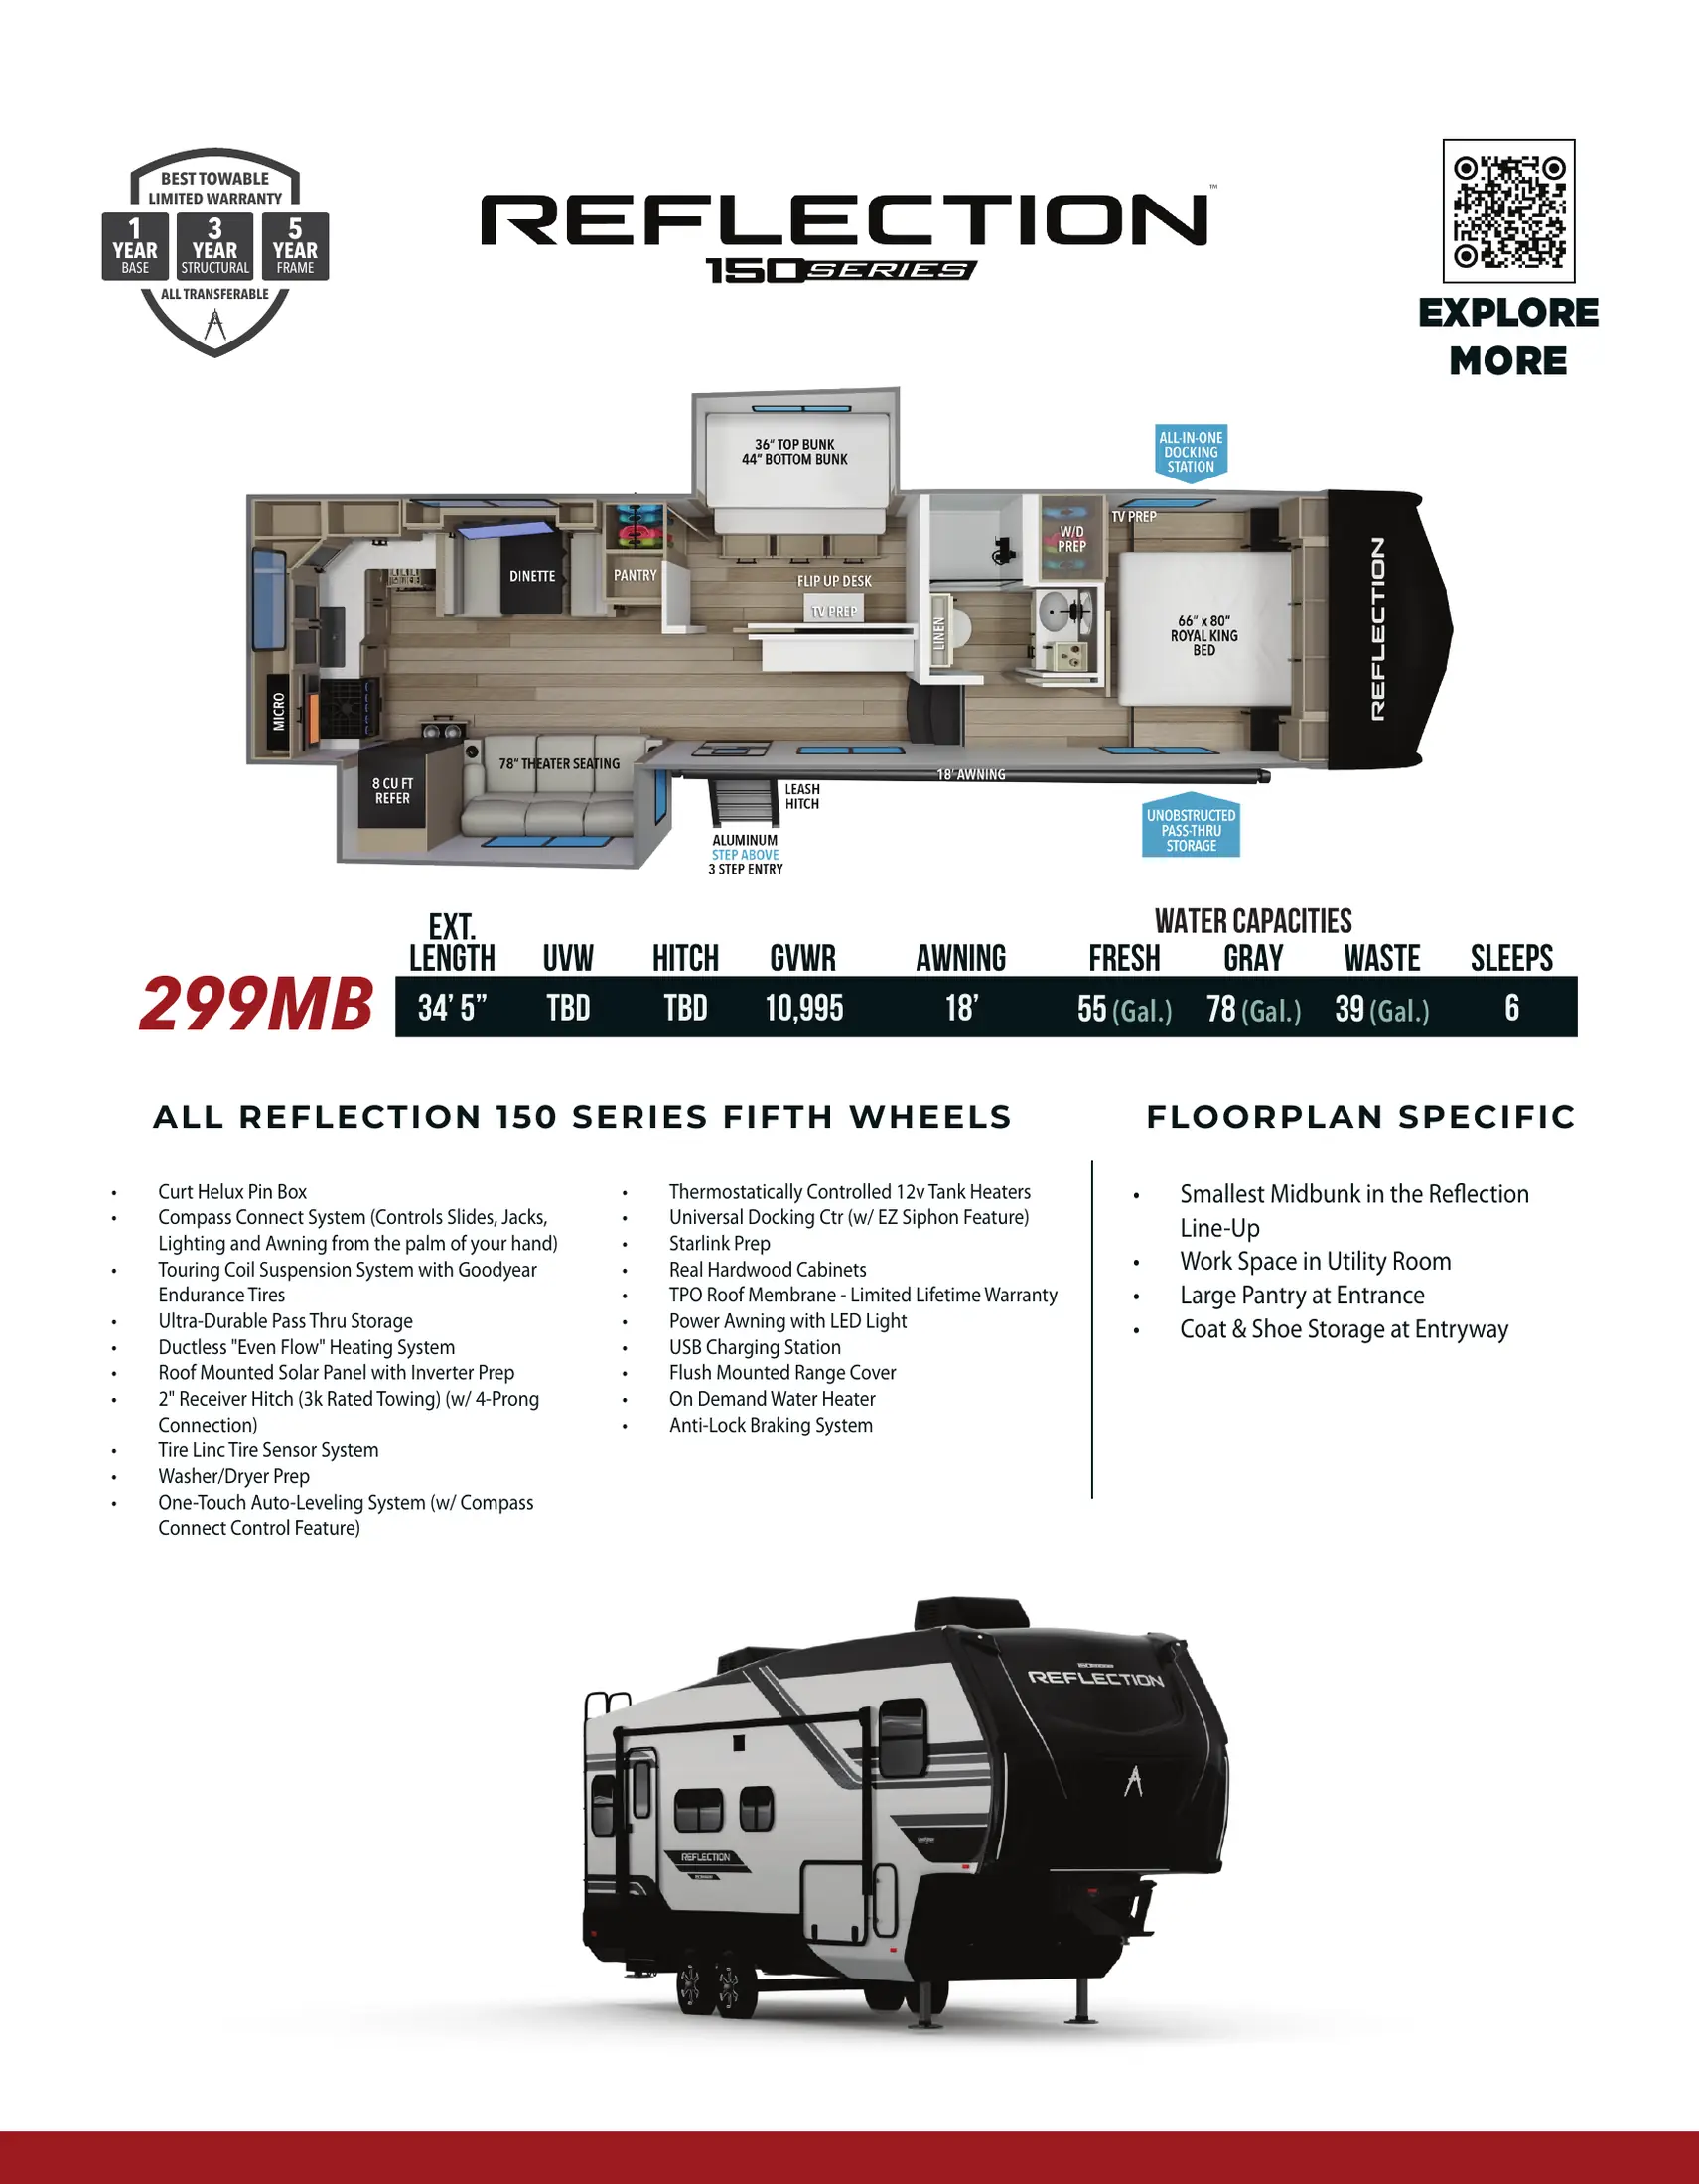 BEST TOWABLE
LIMITED WARRANTY
1 YEAR BASE
3 YEAR STRUCTURAL
5 YEAR FRAME
ALL TRANSFERABLE
REFLECTION™
150 SERIES
EXPLORE
MORE
36" TOP BUNK
44" BOTTOM BUNK
ALL-IN-ONE
DOCKING
STATION
TV PREP
W/D
PREP
DINETTE
PANTRY
FLIP UP DESK
TV PREP
LINEN
66" x 80"
ROYAL KING
BED
REFLECTION
MICRO
8 CU FT
REFER
78" THEATER SEATING
18' AWNING
LEASH
HITCH
ALUMINUM
STEP ABOVE
3 STEP ENTRY
UNOBSTRUCTED
PASS-THRU
STORAGE
WATER CAPACITIES
EXT. LENGTH UVW HITCH GVWR AWNING FRESH GRAY WASTE SLEEPS
299MB 34’ 5” TBD TBD 10,995 18’ 55 (Gal.) 78 (Gal.) 39 (Gal.) 6
ALL REFLECTION 150 SERIES FIFTH WHEELS
• Curt Helux Pin Box
• Compass Connect System (Controls Slides, Jacks,
Lighting and Awning from the palm of your hand)
• Touring Coil Suspension System with Goodyear
Endurance Tires
• Ultra-Durable Pass Thru Storage
• Ductless "Even Flow" Heating System
• Roof Mounted Solar Panel with Inverter Prep
• 2" Receiver Hitch (3k Rated Towing) (w/ 4-Prong
Connection)
• Tire Linc Tire Sensor System
• Washer/Dryer Prep
• One-Touch Auto-Leveling System (w/ Compass
Connect Control Feature)
• Thermostatically Controlled 12v Tank Heaters
• Universal Docking Ctr (w/ EZ Siphon Feature)
• Starlink Prep
• Real Hardwood Cabinets
• TPO Roof Membrane - Limited Lifetime Warranty
• Power Awning with LED Light
• USB Charging Station
• Flush Mounted Range Cover
• On Demand Water Heater
• Anti-Lock Braking System
FLOORPLAN SPECIFIC
• Smallest Midbunk in the Reflection
Line-Up
• Work Space in Utility Room
• Large Pantry at Entrance
• Coat & Shoe Storage at Entryway
REFLECTION
REFLECTION